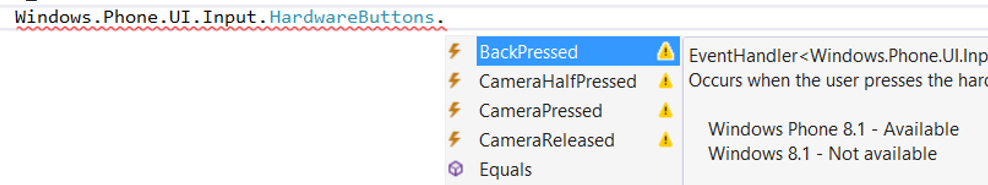 Windows.Phone.UI.Input.HardwareButtons.
BackPressed
EventHandler<Windows.Phone.UI.Inp
CameraHalfPressed
Occurs when the user presses the hard
CameraPressed
Windows Phone 8.1 - Available
CameraReleased
Windows 8.1 - Not available
Equals